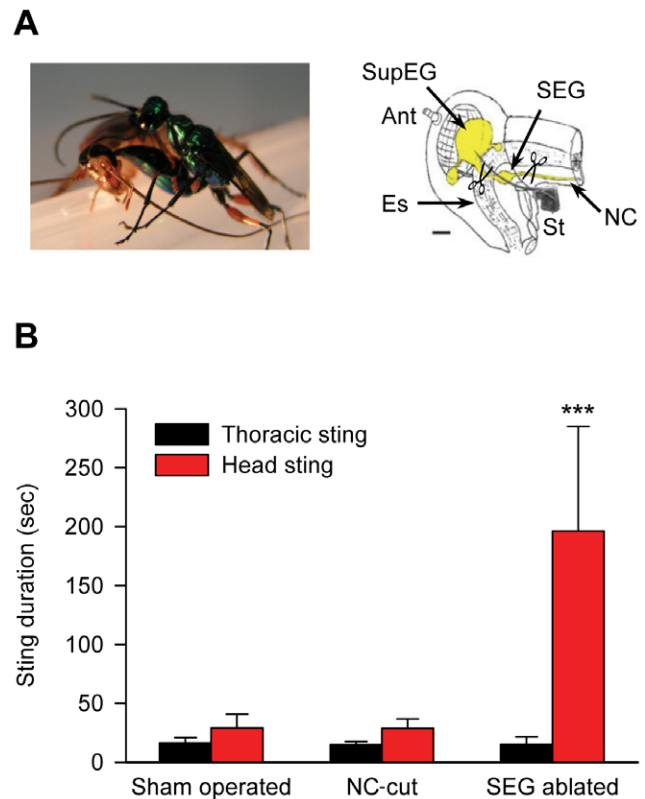 A
SupEG
SEG
Ant
Es
St
NC
B
300
250
200
150
100
50
0
Sting duration (sec)
Thoracic sting
Head sting
***
Sham operated
NC-cut
SEG ablated